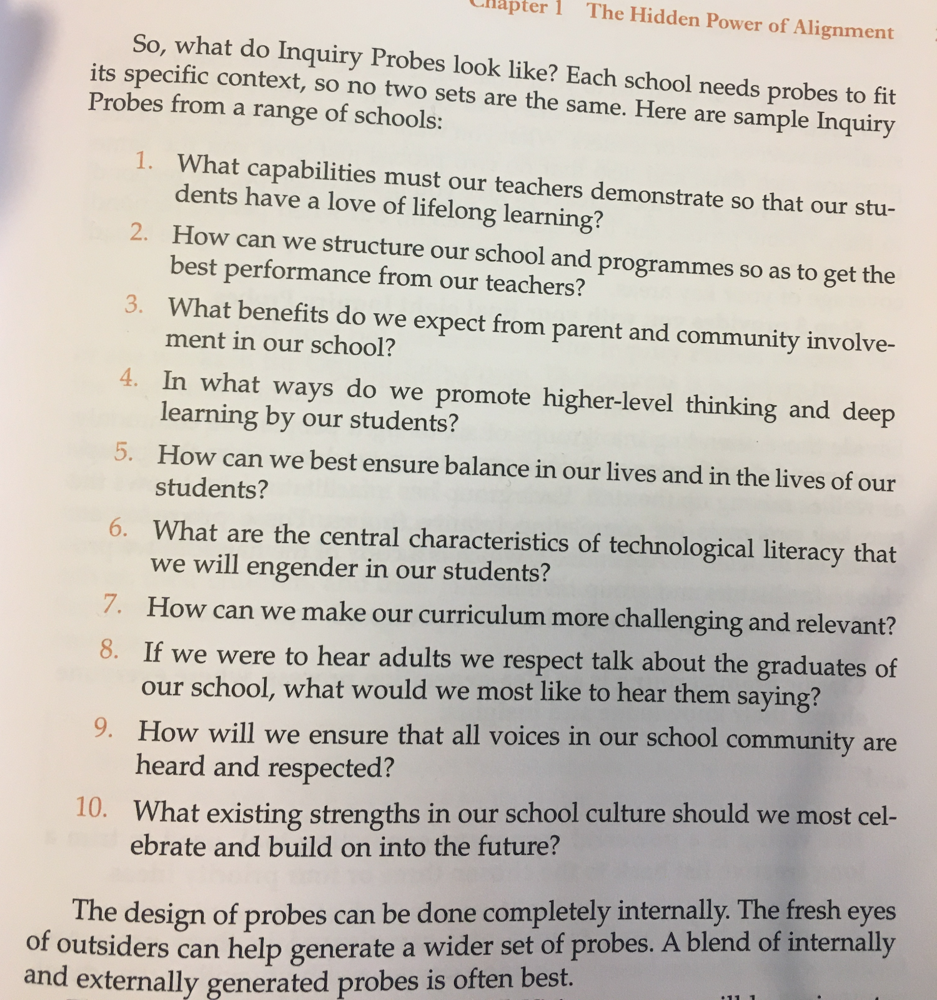 Chapter 1 The Hidden Power of Alignment
So, what do Inquiry Probes look like? Each school needs probes to fit
its specific context, so no two sets are the same. Here are sample Inquiry
Probes from a range of schools:
1. What capabilities must our teachers demonstrate so that our stu-
dents have a love of lifelong learning?
2. How can we structure our school and programmes so as to get the
best performance from our teachers?
3. What benefits do we expect from parent and community involve-
ment in our school?
4. In what ways do we promote higher-level thinking and deep
learning by our students?
5. How can we best ensure balance in our lives and in the lives of our
students?
6. What are the central characteristics of technological literacy that
we will engender in our students?
7. How can we make our curriculum more challenging and relevant?
8. If we were to hear adults we respect talk about the graduates of
our school, what would we most like to hear them saying?
9. How will we ensure that all voices in our school community are
heard and respected?
10. What existing strengths in our school culture should we most cel-
ebrate and build on into the future?
The design of probes can be done completely internally. The fresh eyes
of outsiders can help generate a wider set of probes. A blend of internally
and externally generated probes is often best.